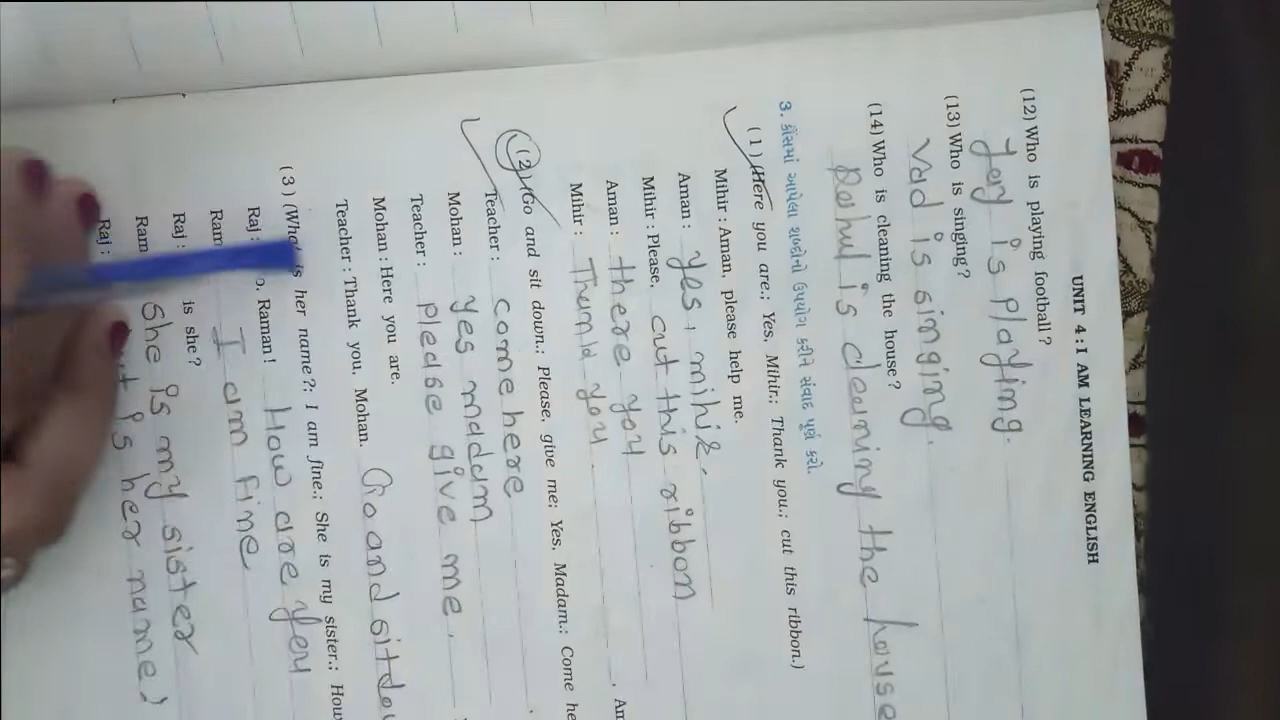 UNIT 4 : I AM LEARNING ENGLISH
(12) Who is playing football ?
Jay is playing.
(13) Who is singing ?
Vad is singing.
(14) Who is cleaning the house ?
is cleaning the house
3. કૌંસમાં આપેલા શબ્દોનો ઉપયોગ કરીને સંવાદ પૂર્ણ કરો.
(1) (Here you are.; Yes, Mihir.; Thank you.; cut this ribbon.)
Mihir : Aman, please help me.
Aman : yes, mihir.
Mihir : Please, cut this ribbon
Aman : there you
Mihir : Thank you.
(2) (Go and sit down.; Please, give me; Yes, Madam.; Come he
Teacher : come here
Mohan : yes madam
Teacher : please give me.
Mohan : Here you are.
Teacher : Thank you, Mohan. Go and sit dow
(3) (What is her name?; I am fine.; She is my sister.; How
Raj : o, Raman! How are you
Ram I am fine
Raj : is she ?
Ram She is my sister
Raj : is her name?